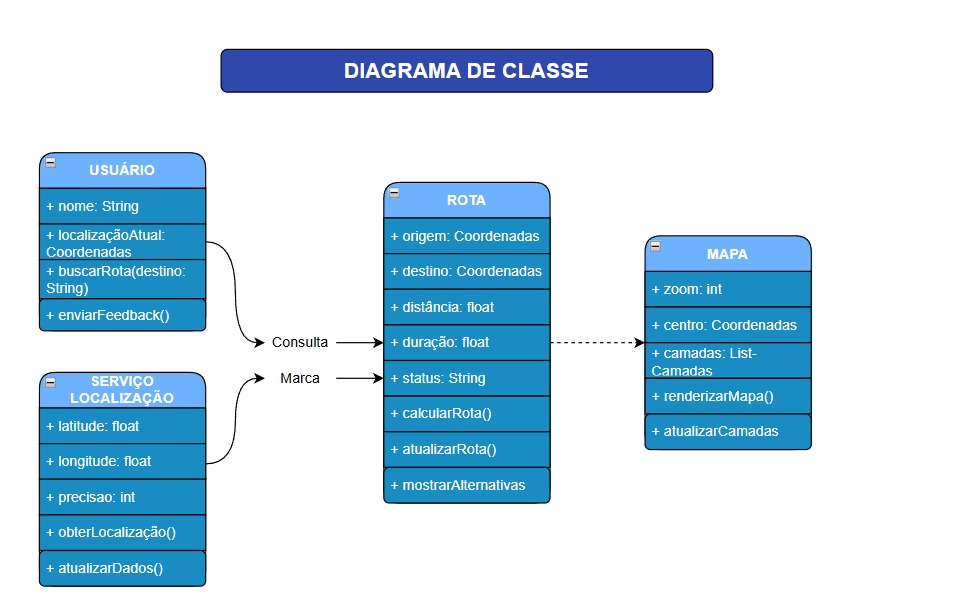 DIAGRAMA DE CLASSE
USUÁRIO
+ nome: String
+ localizaçãoAtual:
Coordenadas
+ buscarRota(destino:
String)
+ enviarFeedback()
SERVIÇO
LOCALIZAÇÃO
+ latitude: float
+ longitude: float
+ precisao: int
+ obterLocalização()
+ atualizarDados()
Consulta
Marca
ROTA
+ origem: Coordenadas
+ destino: Coordenadas
+ distância: float
+ duração: float
+ status: String
+ calcularRota()
+ atualizarRota()
+ mostrarAlternativas
MAPA
+ zoom: int
+ centro: Coordenadas
+ camadas: List-
Camadas
+ renderizarMapa()
+ atualizarCamadas